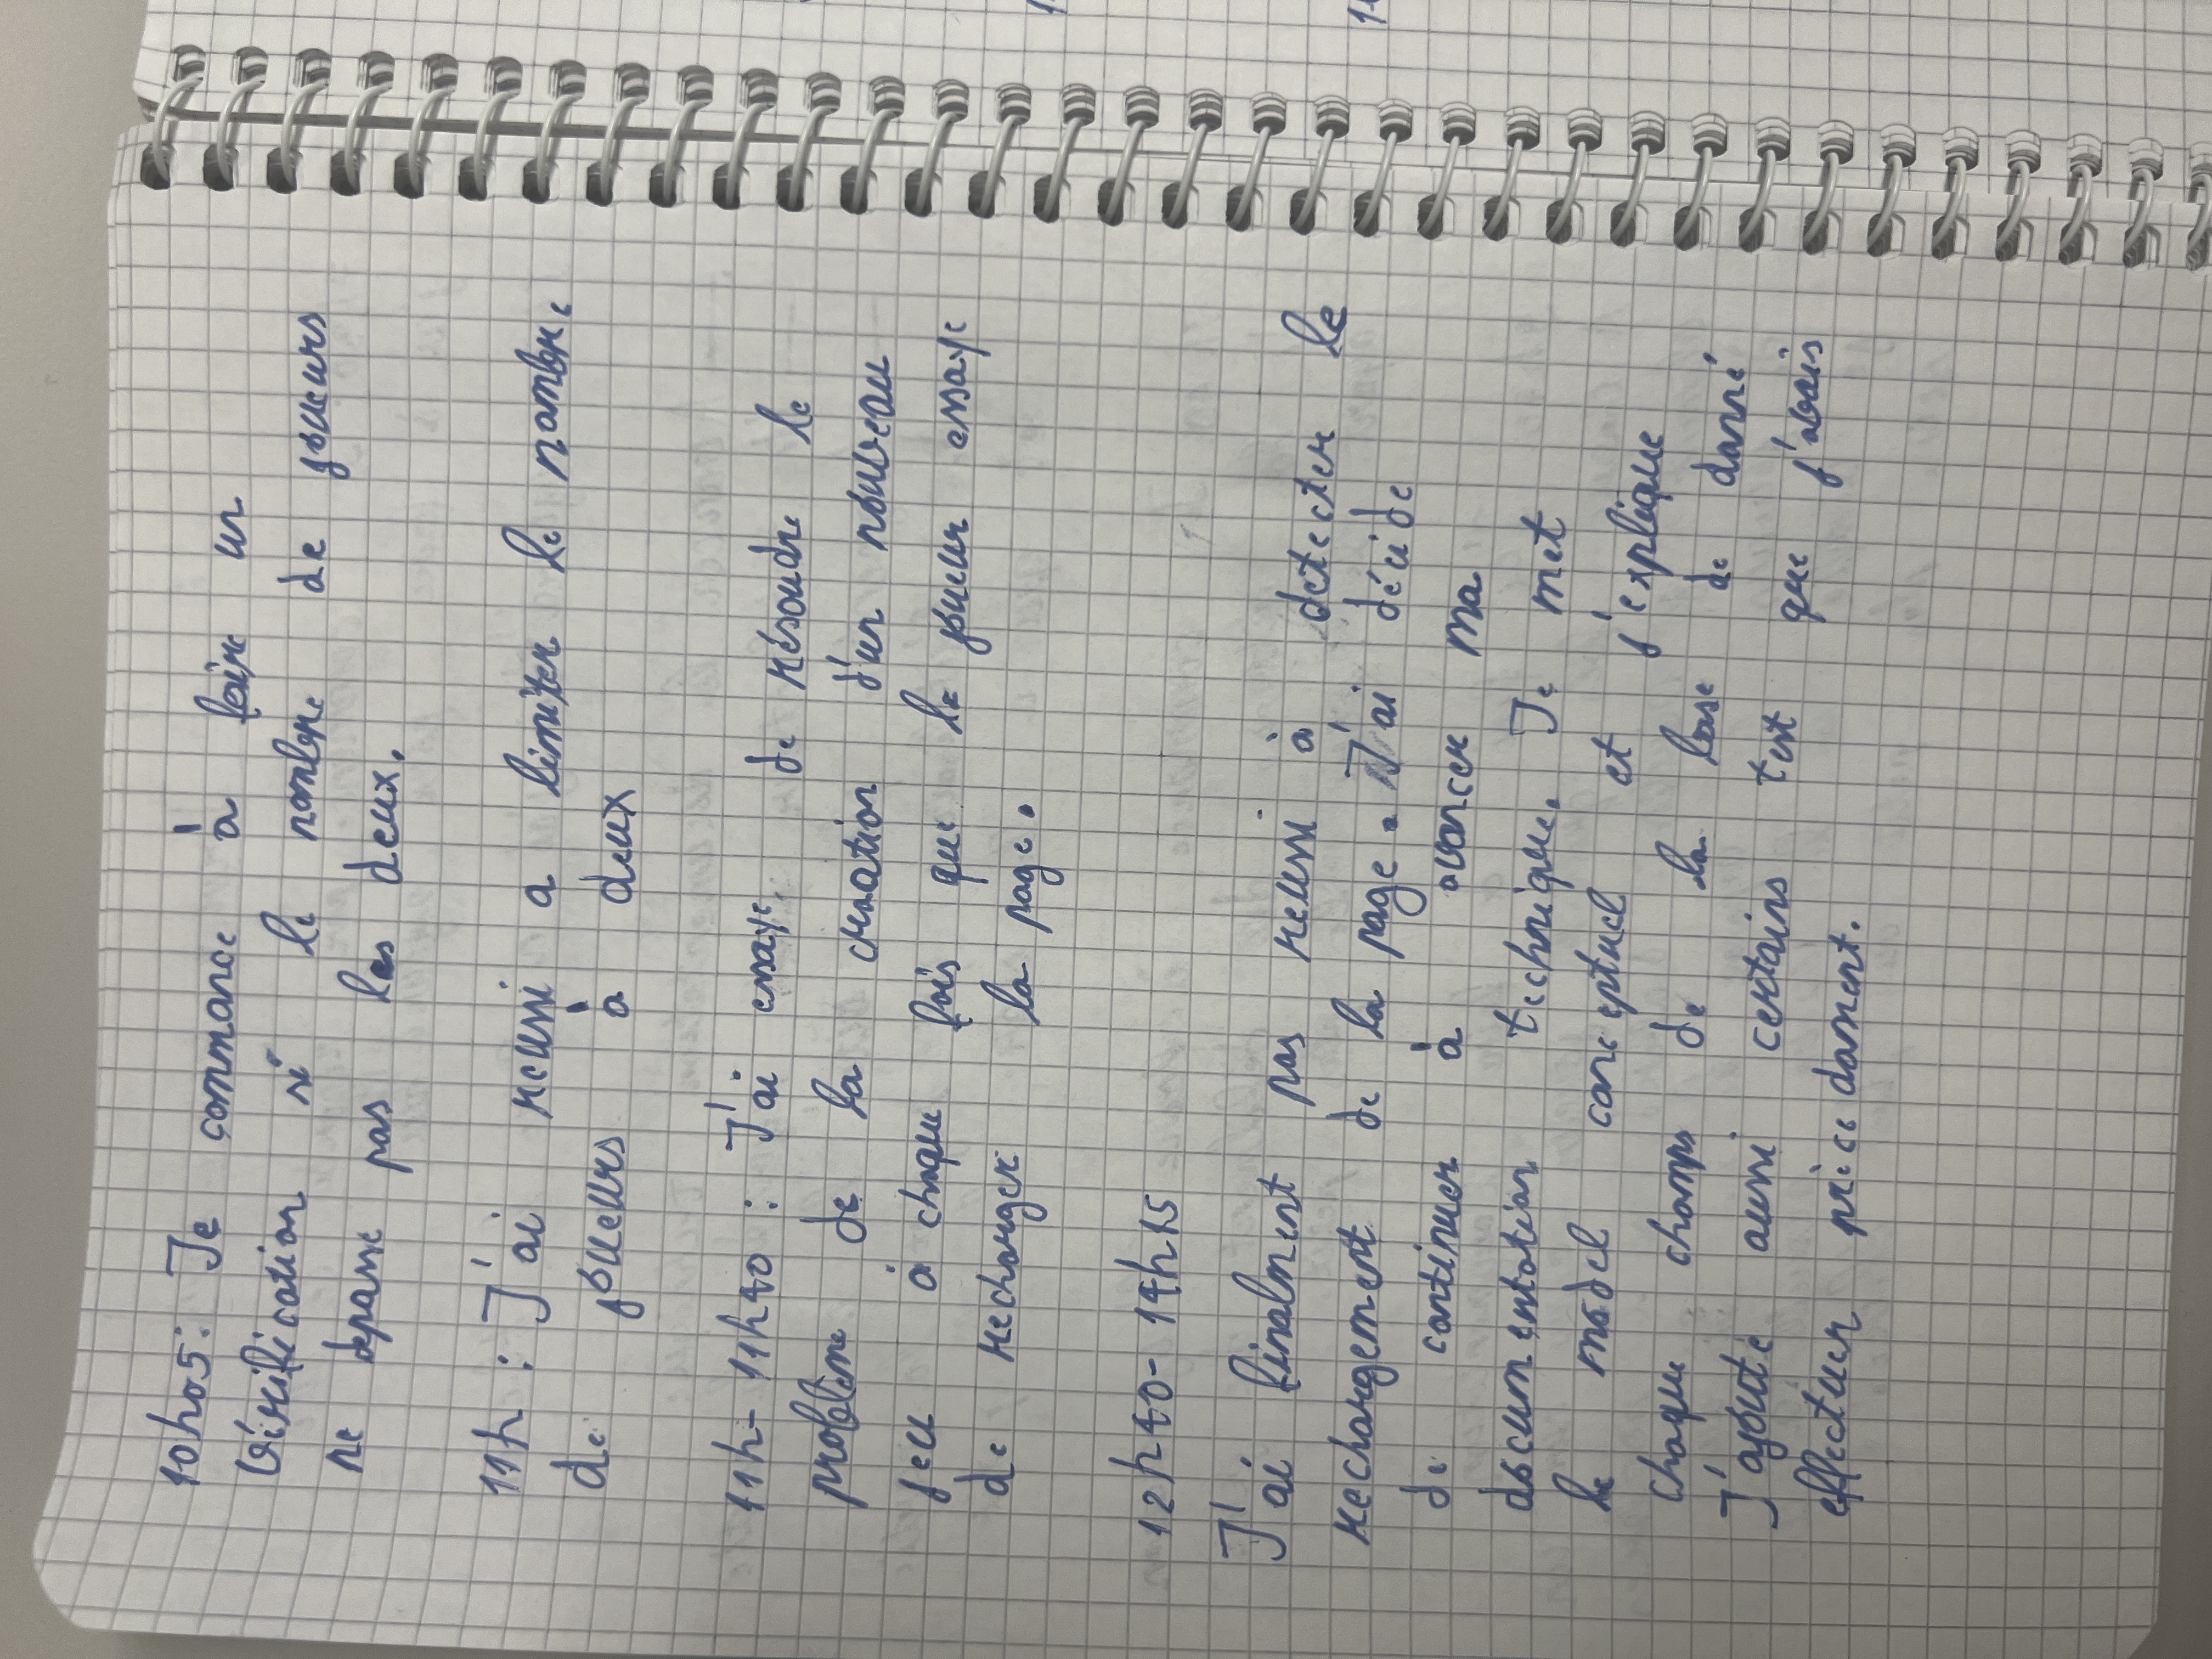 10h05: Je commance à faire un
vérification si le nombre de joueurs
ne depasse pas les deux.
11h : J'ai reussi a limiter le nombre
de joueurs à deux
11h- 11h40 : J'ai essaye de résoudre le
problème de la creation d'un nouveau
jeu à chaque fois que le joueur essaye
de recharger la page.
12h40- 14h15
J'ai finalment pas reussi à detecter le
rechargement de la page. J'ai décide
de continuer à avancer ma
documentation technique. Je met
le model conceptuel et j'explique
chaque champs de la base de donné
J'ajoute aussi certains test que j'avais
effectuer précedament.